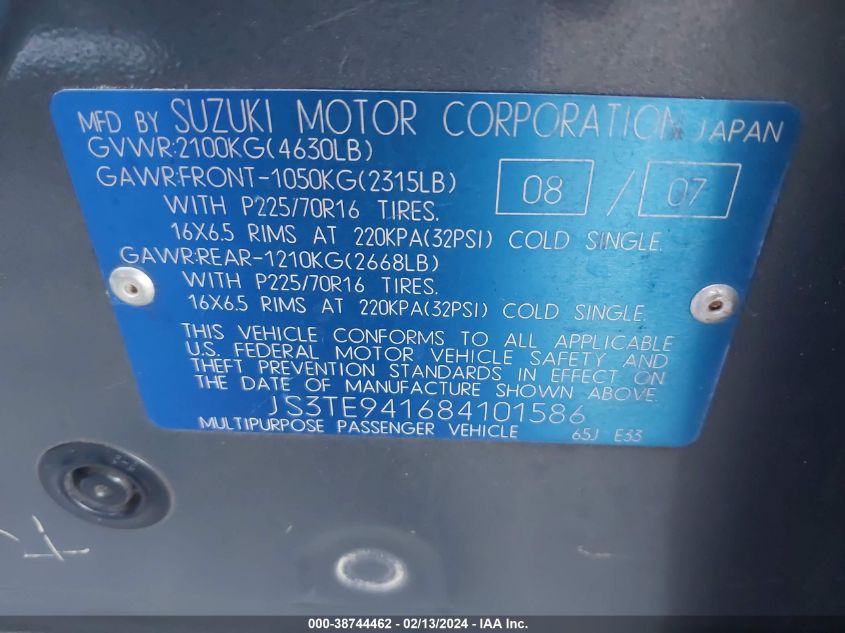 MFD BY SUZUKI MOTOR CORPORATION JAPAN
GVWR:2100KG(4630LB)
GAWR:FRONT-1050KG(2315LB)
08 / 07
WITH P225/70R16 TIRES.
16X6.5 RIMS AT 220KPA(32PSI) COLD SINGLE.
GAWR:REAR-1210KG(2668LB)
WITH P225/70R16 TIRES.
16X6.5 RIMS AT 220KPA(32PSI) COLD SINGLE.
THIS VEHICLE CONFORMS TO ALL APPLICABLE
U.S. FEDERAL MOTOR VEHICLE SAFETY AND
THEFT PREVENTION STANDARDS IN EFFECT ON
THE DATE OF MANUFACTURE SHOWN ABOVE.
JS3TE941684101586
MULTIPURPOSE PASSENGER VEHICLE 65J E33
000-38744462 - 02/13/2024 - IAA Inc.